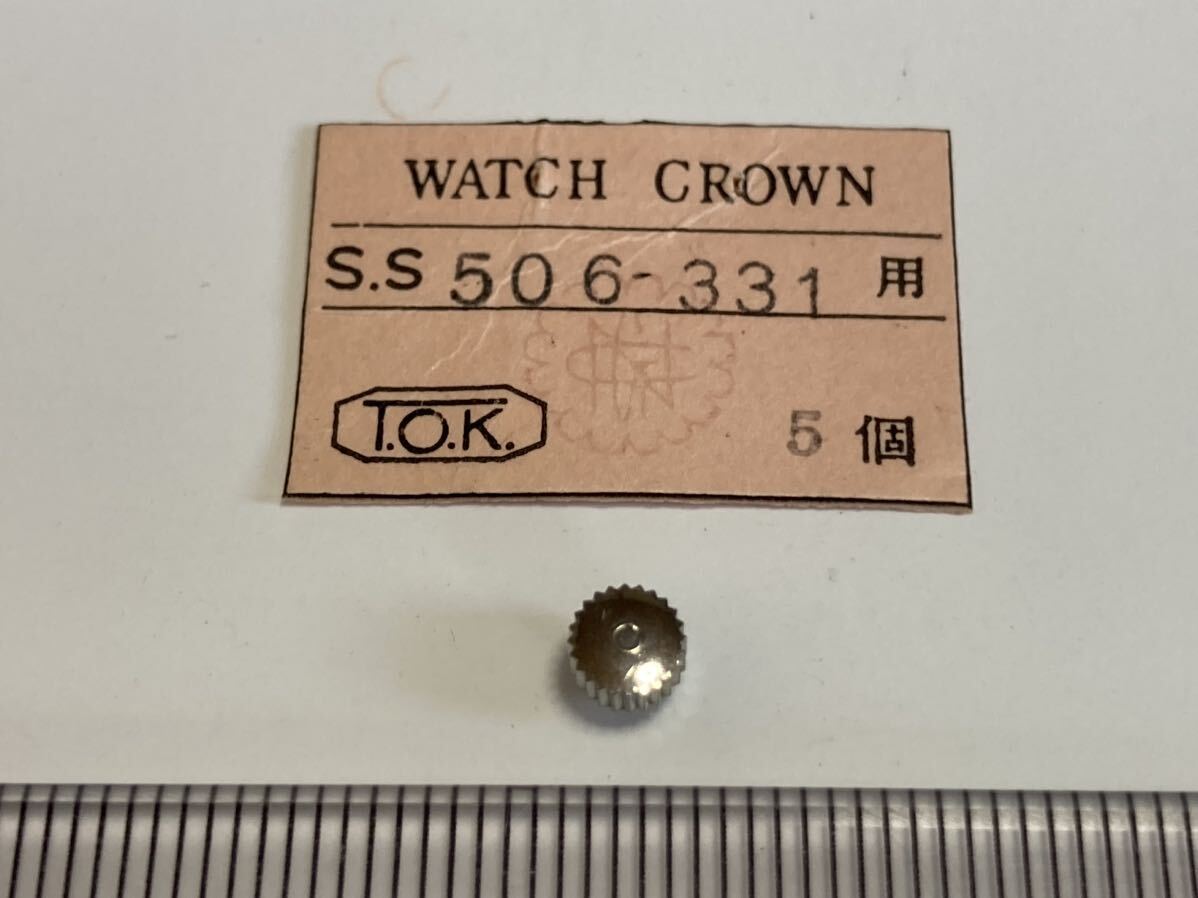 WATCH CROWN
S.S 506-331 用
T.O.K. 5 個